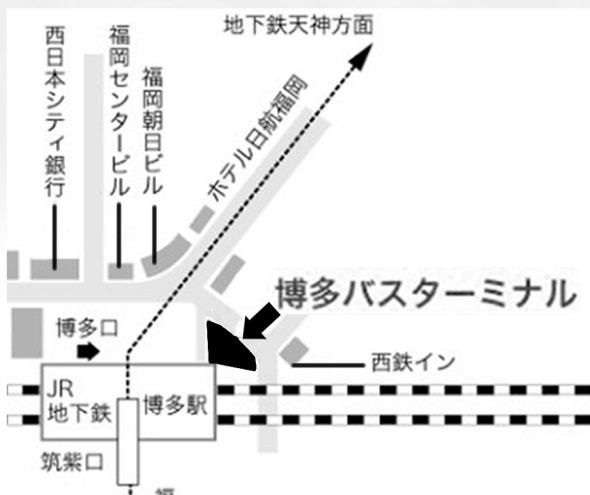 地下鉄天神方面
西日本シティ銀行
福岡センタービル
福岡朝日ビル
ホテル日航福岡
博多バスターミナル
博多口
西鉄イン
JR
地下鉄
博多駅
筑紫口
福